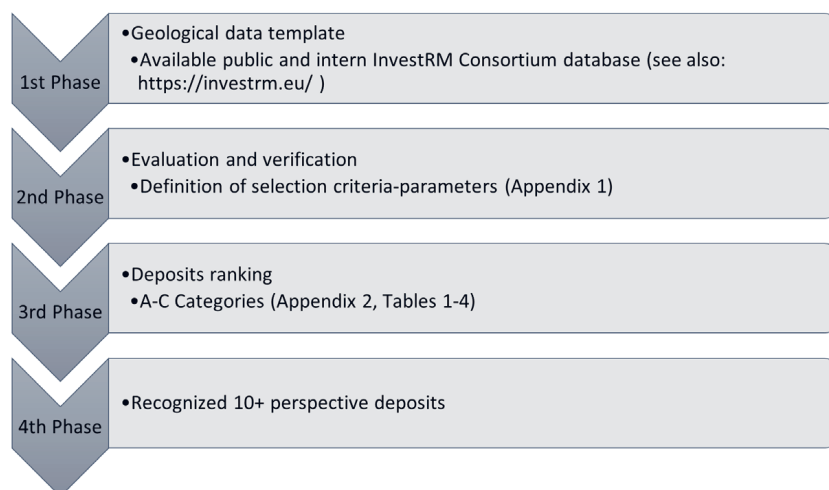 1st Phase
•Geological data template
•Available public and intern InvestRM Consortium database (see also:
https://investrm.eu/ )
2nd Phase
•Evaluation and verification
•Definition of selection criteria-parameters (Appendix 1)
3rd Phase
•Deposits ranking
•A-C Categories (Appendix 2, Tables 1-4)
4th Phase
•Recognized 10+ perspective deposits